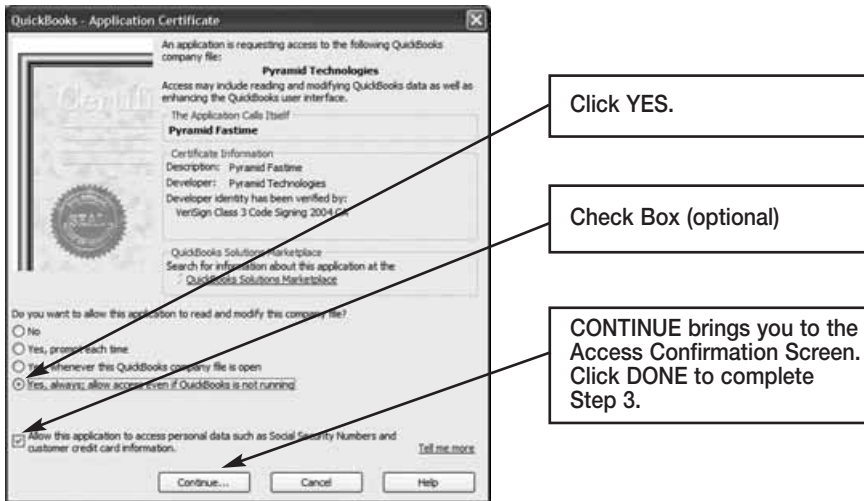 QuickBooks - Application Certificate
An application is requesting access to the following QuickBooks
company file:
Pyramid Technologies
Access may include reading and modifying QuickBooks data as well as
enhancing the QuickBooks user interface.
The Application Calls Itself
Pyramid Fastime
Certificate Information
Description: Pyramid Fastime
Developer: Pyramid Technologies
Developer identity has been verified by:
VeriSign Class 3 Code Signing 2004 CA
QuickBooks Solutions Marketplace
Search for information about this application at the
QuickBooks Solutions Marketplace
Do you want to allow this application to read and modify this company file?
No
Yes, prompt each time
Yes, whenever this QuickBooks company file is open
Yes, always; allow access even if QuickBooks is not running
Allow this application to access personal data such as Social Security Numbers and
customer credit card information.
Tell me more
Continue...
Cancel
Help
Click YES.
Check Box (optional)
CONTINUE brings you to the
Access Confirmation Screen.
Click DONE to complete
Step 3.